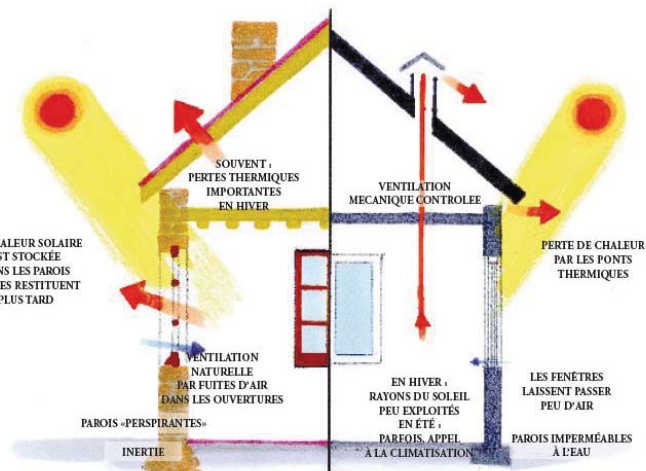 SOUVENT :
PERTES THERMIQUES
IMPORTANTES
EN HIVER
VENTILATION
MECANIQUE CONTROLEE
SOLAIRE
STOCKÉE
LES PAROIS
RESTITUENT
PLUS TARD
PERTE DE CHALEUR
PAR LES PONTS
THERMIQUES
VENTILATION
NATURELLE
PAR FUITES D'AIR
DANS LES OUVERTURES
EN HIVER :
RAYONS DU SOLEIL
PEU EXPLOITÉS
EN ÉTÉ :
PARFOIS, APPEL
À LA CLIMATISATION
LES FENÊTRES
LAISSENT PASSER
PEU D'AIR
PAROIS «PERSPIRANTES»
INERTIE
PAROIS IMPERMÉABLES
À L'EAU